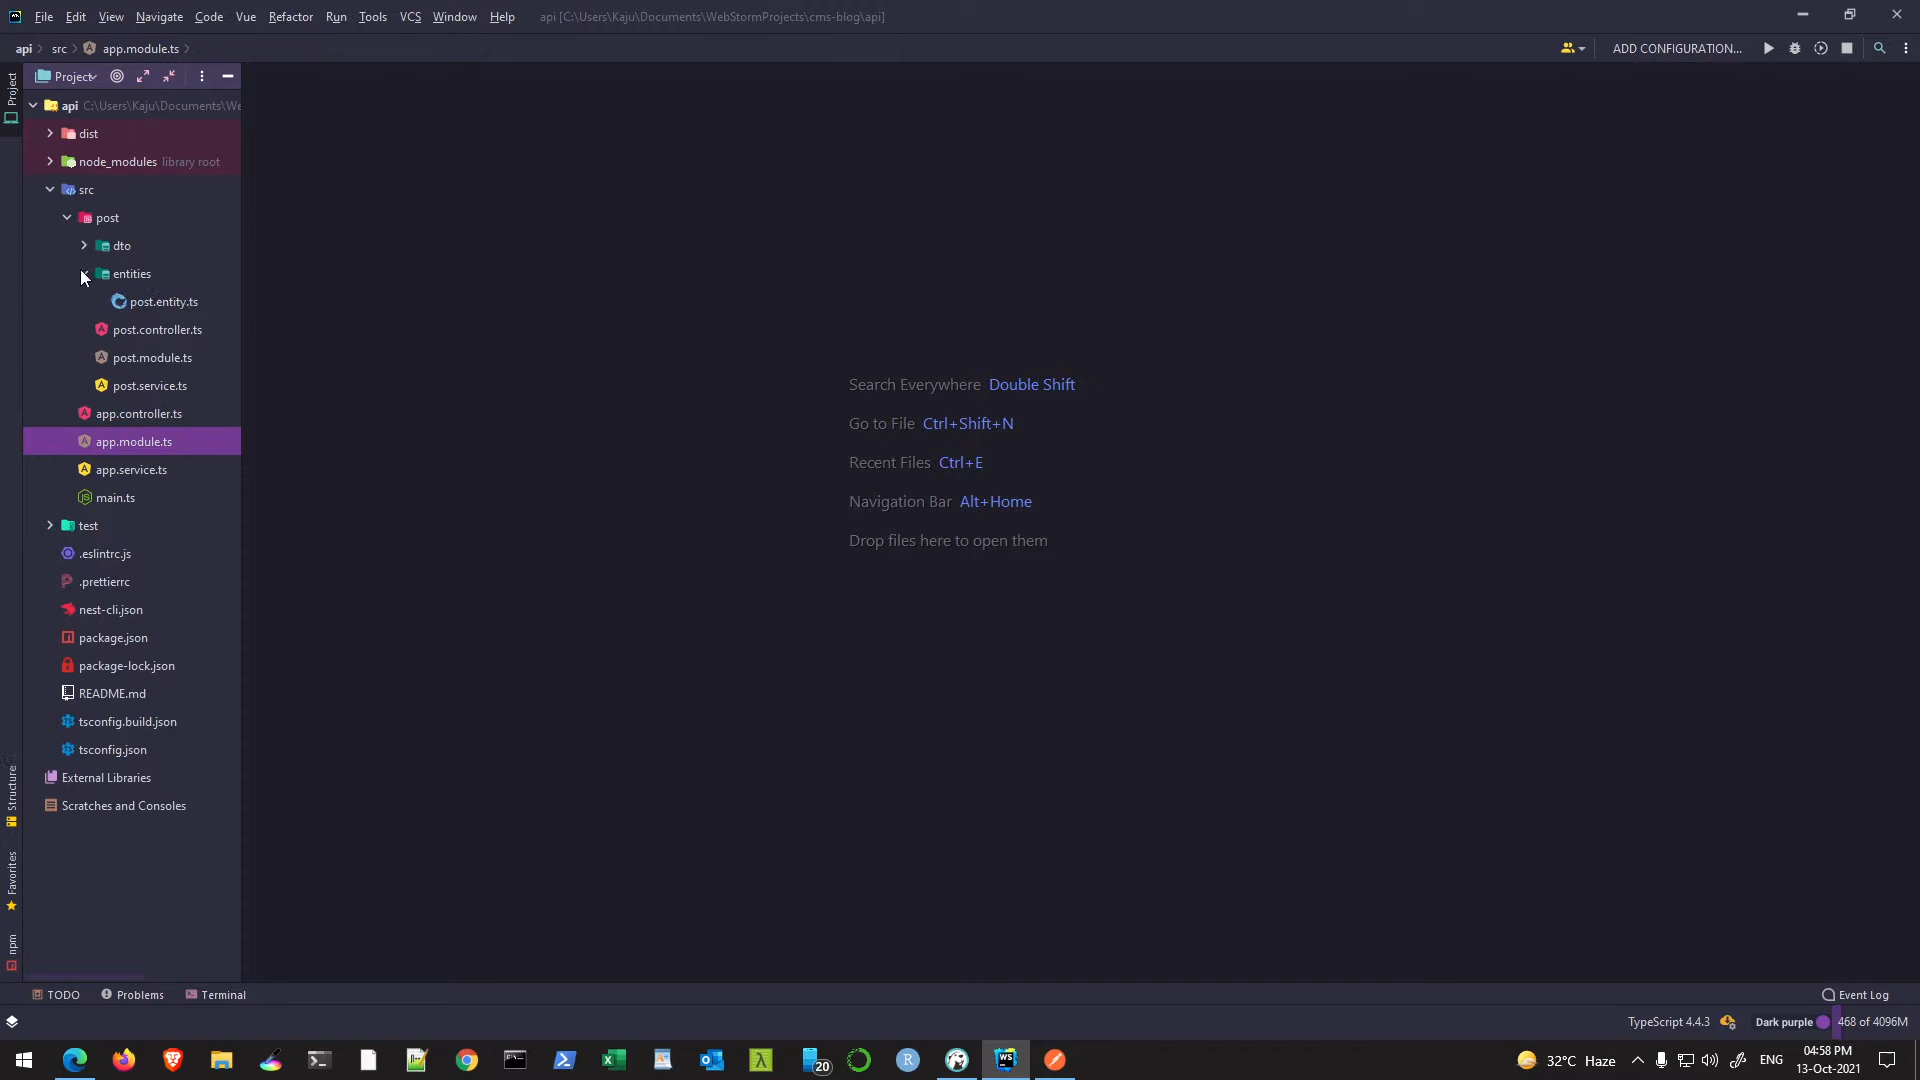 File Edit View Navigate Code Vue Refactor Run Tools VCS Window Help api [C:\Users\Kaju\Documents\WebStormProjects\cms-blog\api]
api src app.module.ts ADD CONFIGURATION...
Project
Project
api C:\Users\Kaju\Documents\We
dist
node_modules library root
src
post
dto
entities
post.entity.ts
post.controller.ts
post.module.ts
post.service.ts
app.controller.ts
app.module.ts
app.service.ts
main.ts
test
.eslintrc.js
.prettierrc
nest-cli.json
package.json
package-lock.json
README.md
tsconfig.build.json
tsconfig.json
External Libraries
Scratches and Consoles
Search Everywhere Double Shift
Go to File Ctrl+Shift+N
Recent Files Ctrl+E
Navigation Bar Alt+Home
Drop files here to open them
Structure
Favorites
npm
TODO Problems Terminal Event Log
TypeScript 4.4.3 Dark purple 468 of 4096M
20
WS
32°C Haze ENG
04:58 PM
13-Oct-2021